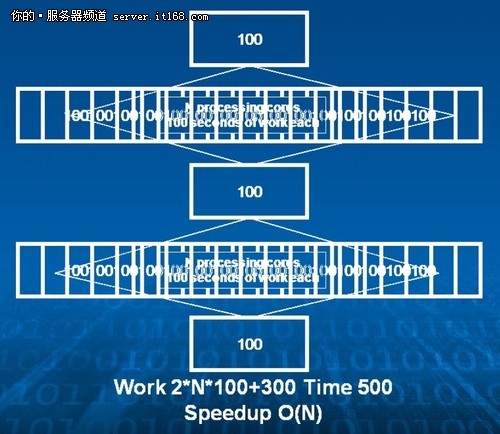 你的·服务器频道 server.it168.com
100
N processing cores
100 seconds of work each
100
N processing cores
100 seconds of work each
100
Work 2*N*100+300 Time 500
Speedup O(N)